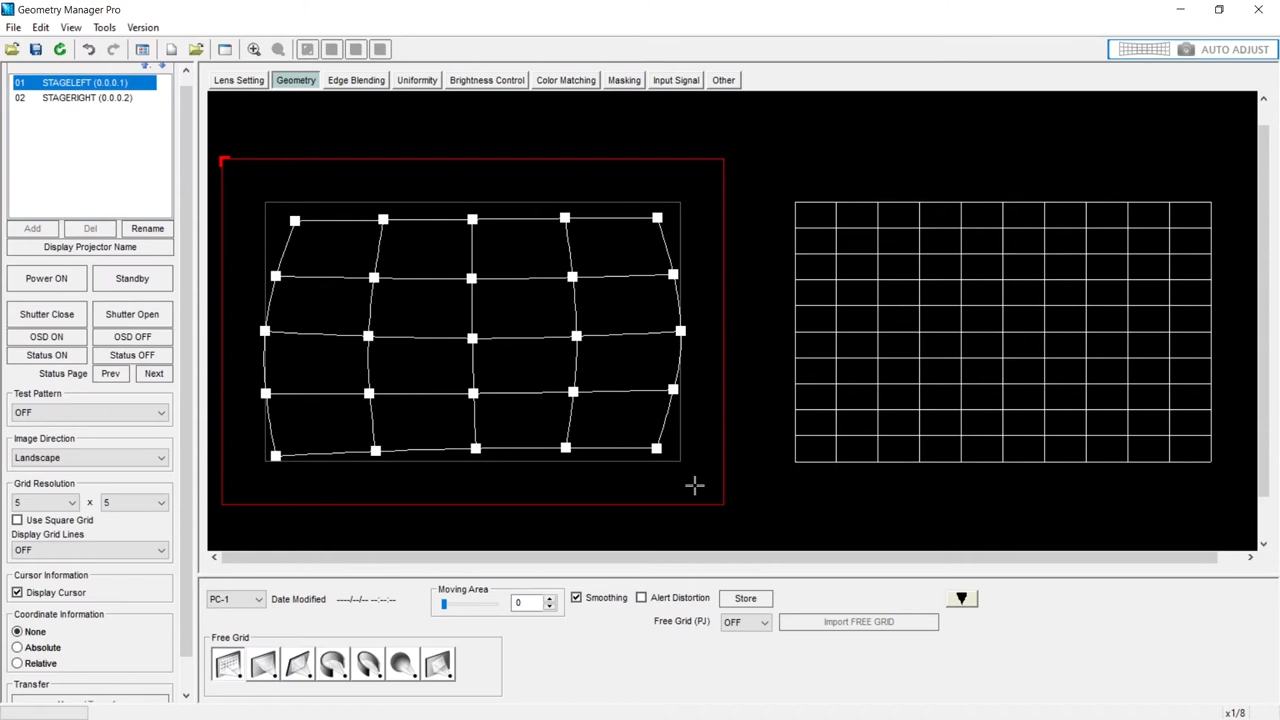 Geometry Manager Pro
File Edit View Tools Version
AUTO ADJUST
01 STAGELEFT (0.0.0.1)
02 STAGERIGHT (0.0.0.2)
Lens Setting Geometry Edge Blending Uniformity Brightness Control Color Matching Masking Input Signal Other
Add Del Rename
Display Projector Name
Power ON Standby
Shutter Close Shutter Open
OSD ON OSD OFF
Status ON Status OFF
Status Page Prev Next
Test Pattern
OFF
Image Direction
Landscape
Grid Resolution
5 x 5
Use Square Grid
Display Grid Lines
OFF
Cursor Information
Display Cursor
Coordinate Information
None
Absolute
Relative
Transfer
PC-1 Date Modified ----/--/-- --:--:--
Moving Area
0
Smoothing Alert Distortion Store
Free Grid (PJ) OFF Import FREE GRID
Free Grid
x1/8